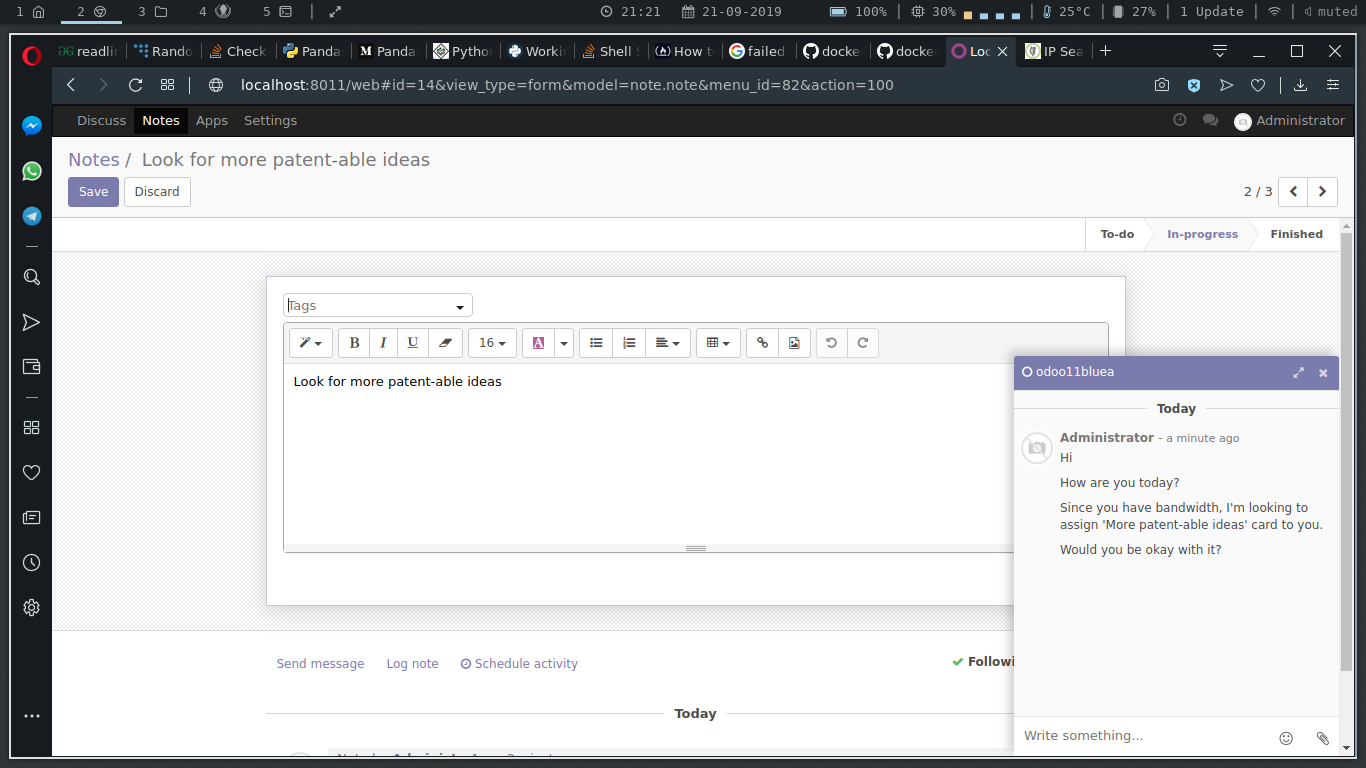 1 2 3 4 5 21:21 21-09-2019 100% 30% 25°C 27% 1 Update muted
readli Rando Check Panda Panda Pytho Worki Shell S How t failed docke docke Loo IP Sea
localhost:8011/web#id=14&view_type=form&model=note.note&menu_id=82&action=100
Discuss Notes Apps Settings Administrator
Notes / Look for more patent-able ideas
Save Discard 2 / 3
To-do In-progress Finished
Tags
B I U 16 A
Look for more patent-able ideas
odoo11bluea
Today
Administrator - a minute ago
Hi
How are you today?
Since you have bandwidth, I'm looking to
assign 'More patent-able ideas' card to you.
Would you be okay with it?
Send message Log note Schedule activity Followi
Today
Write something...